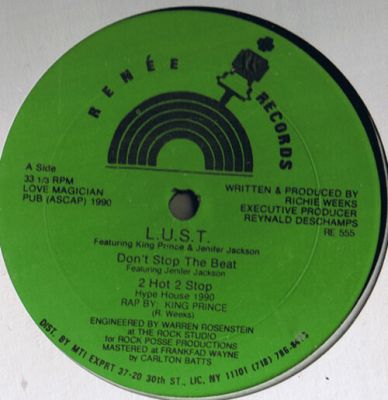 RENÉE RECORDS
A Side
33 1/3 RPM
LOVE MAGICIAN
PUB (ASCAP) 1990
WRITTEN & PRODUCED BY
RICHIE WEEKS
EXECUTIVE PRODUCER
REYNALD DESCHAMPS
RE 555
L.U.S.T.
Featuring King Prince & Jenifer Jackson
Don't Stop The Beat
Featuring Jenifer Jackson
2 Hot 2 Stop
Hype House 1990
RAP BY: KING PRINCE
(R. Weeks)
ENGINEERED BY WARREN ROSENSTEIN
at THE ROCK STUDIO
for ROCK POSSE PRODUCTIONS
MASTERED at FRANKFAD WAYNE
by CARLTON BATTS
DIST. BY MTI EXPRT 37-20 30th ST., LIC, NY 11101 (718)